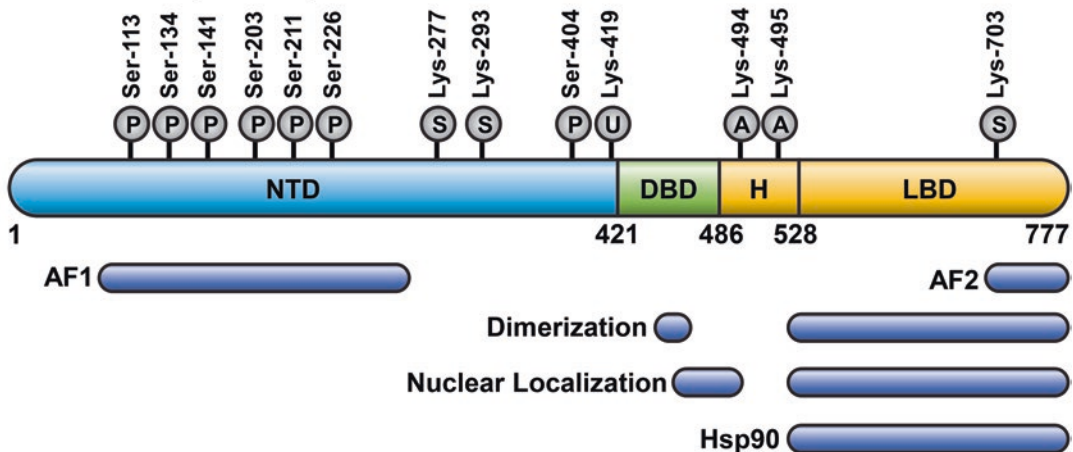 Ser-113
Ser-134
Ser-141
Ser-203
Ser-211
Ser-226
Lys-277
Lys-293
Ser-404
Lys-419
Lys-494
Lys-495
Lys-703
P P P P P P S S P U A A S
NTD DBD H LBD
1 421 486 528 777
AF1 AF2
Dimerization
Nuclear Localization
Hsp90